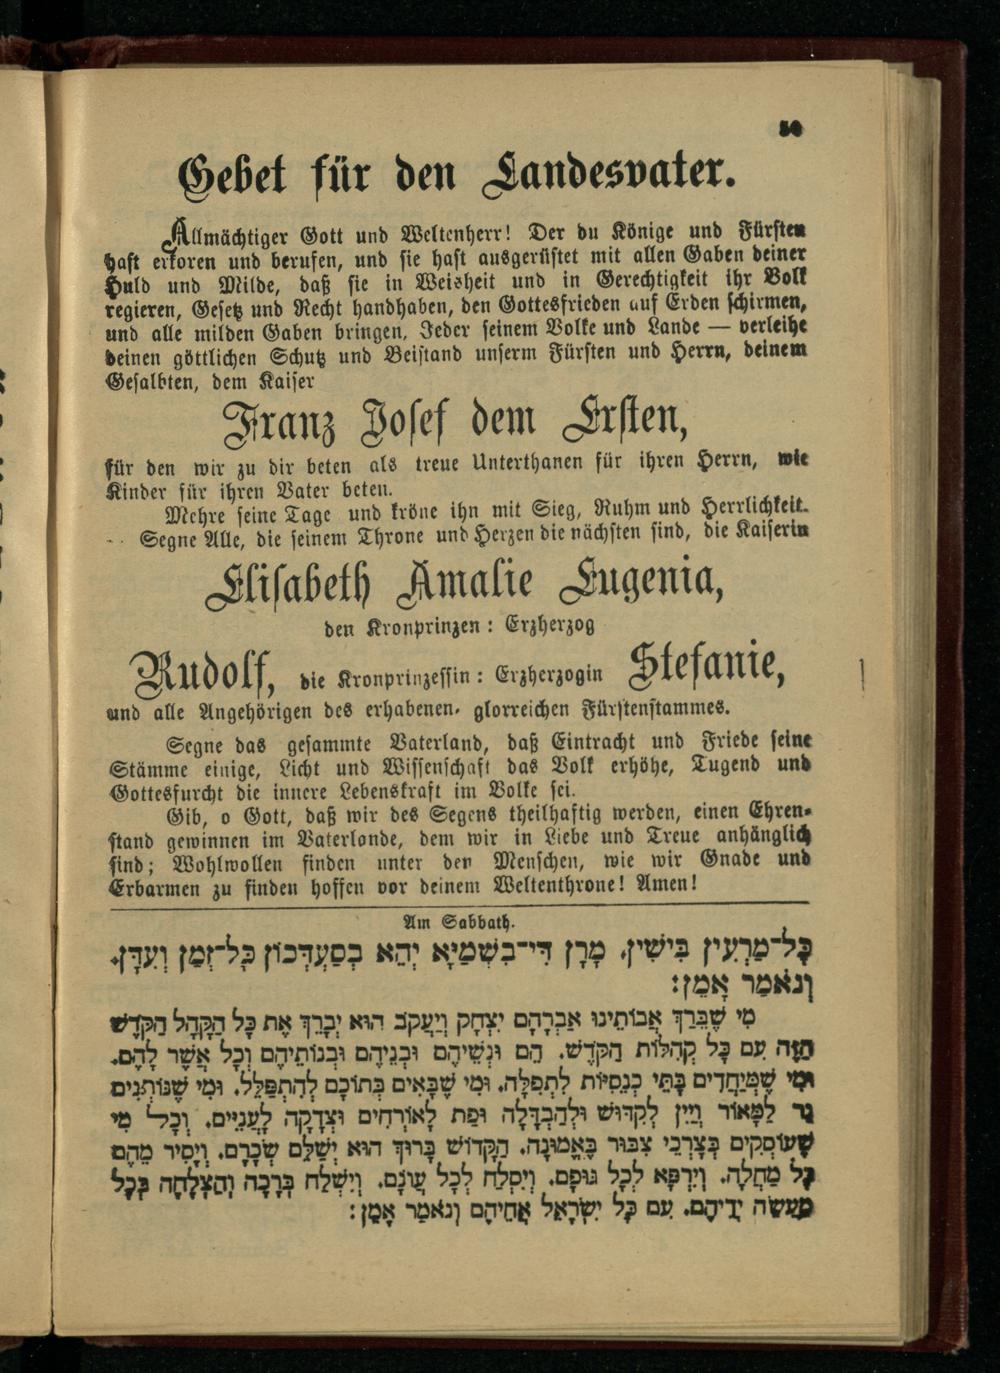 50
Gebet für den Landesvater.
Allmächtiger Gott und Weltenherr! Der du Könige und Fürsten
hast erkoren und berufen, und sie hast ausgerüstet mit allen Gaben deiner
Huld und Milde, daß sie in Weisheit und in Gerechtigkeit ihr Volk
regieren, Gesetz und Recht handhaben, den Gottesfrieden auf Erden schirmen,
und alle milden Gaben bringen, Jeder seinem Volke und Lande — verleihe
deinen göttlichen Schutz und Beistand unserm Fürsten und Herrn, deinem
Gesalbten, dem Kaiser
Franz Josef dem Ersten,
für den wir zu dir beten als treue Unterthanen für ihren Herrn, wie
Kinder für ihren Vater beten.
Mehre seine Tage und kröne ihn mit Sieg, Ruhm und Herrlichkeit.
Segne Alle, die seinem Throne und Herzen die nächsten sind, die Kaiserin
Elisabeth Amalie Eugenia,
den Kronprinzen: Erzherzog
Rudolf, die Kronprinzessin: Erzherzogin Stefanie,
und alle Angehörigen des erhabenen, glorreichen Fürstenstammes.
Segne das gesammte Vaterland, daß Eintracht und Friede seine
Stämme einige, Licht und Wissenschaft das Volk erhöhe, Tugend und
Gottesfurcht die innere Lebenskraft im Volke sei.
Gib, o Gott, daß wir des Segens theilhaftig werden, einen Ehren-
stand gewinnen im Vaterlande, dem wir in Liebe und Treue anhänglich
sind; Wohlwollen finden unter den Menschen, wie wir Gnade und
Erbarmen zu finden hoffen vor deinem Weltenthrone! Amen!
Am Sabbath.
כָּל־מַרְעִין בִּישִׁין. מָרָן דִּי־בִשְׁמַיָּא יְהֵא בְסַעְדְּכוֹן כָּל־זְמַן וְעִדָּן.
וְנֹאמַר אָמֵן:
מִי שֶׁבֵּרַךְ אֲבוֹתֵינוּ אַבְרָהָם יִצְחָק וְיַעֲקֹב הוּא יְבָרֵךְ אֶת כָּל הַקָּהָל הַקֹּדֶשׁ
הַזֶּה עִם כָּל קְהִלּוֹת הַקֹּדֶשׁ. הֵם וּנְשֵׁיהֶם וּבְנֵיהֶם וּבְנוֹתֵיהֶם וְכָל אֲשֶׁר לָהֶם.
וּמִי שֶׁמְּיַחֲדִים בָּתֵּי כְנֵסִיּוֹת לִתְפִלָּה. וּמִי שֶׁבָּאִים בְּתוֹכָם לְהִתְפַּלֵּל. וּמִי שֶׁנּוֹתְנִים
נֵר לַמָּאוֹר וְיַיִן לְקִדּוּשׁ וּלְהַבְדָּלָה וּפַת לָאוֹרְחִים וּצְדָקָה לָעֲנִיִּים. וְכָל מִי
שֶׁעוֹסְקִים בְּצָרְכֵי צִבּוּר בֶּאֱמוּנָה. הַקָּדוֹשׁ בָּרוּךְ הוּא יְשַׁלֵּם שְׂכָרָם. וְיָסִיר מֵהֶם
כָּל מַחֲלָה. וְיִרְפָּא לְכָל גּוּפָם. וְיִסְלַח לְכָל עֲוֹנָם. וְיִשְׁלַח בְּרָכָה וְהַצְלָחָה בְּכָל
מַעֲשֵׂה יְדֵיהֶם. עִם כָּל יִשְׂרָאֵל אֲחֵיהֶם וְנֹאמַר אָמֵן: